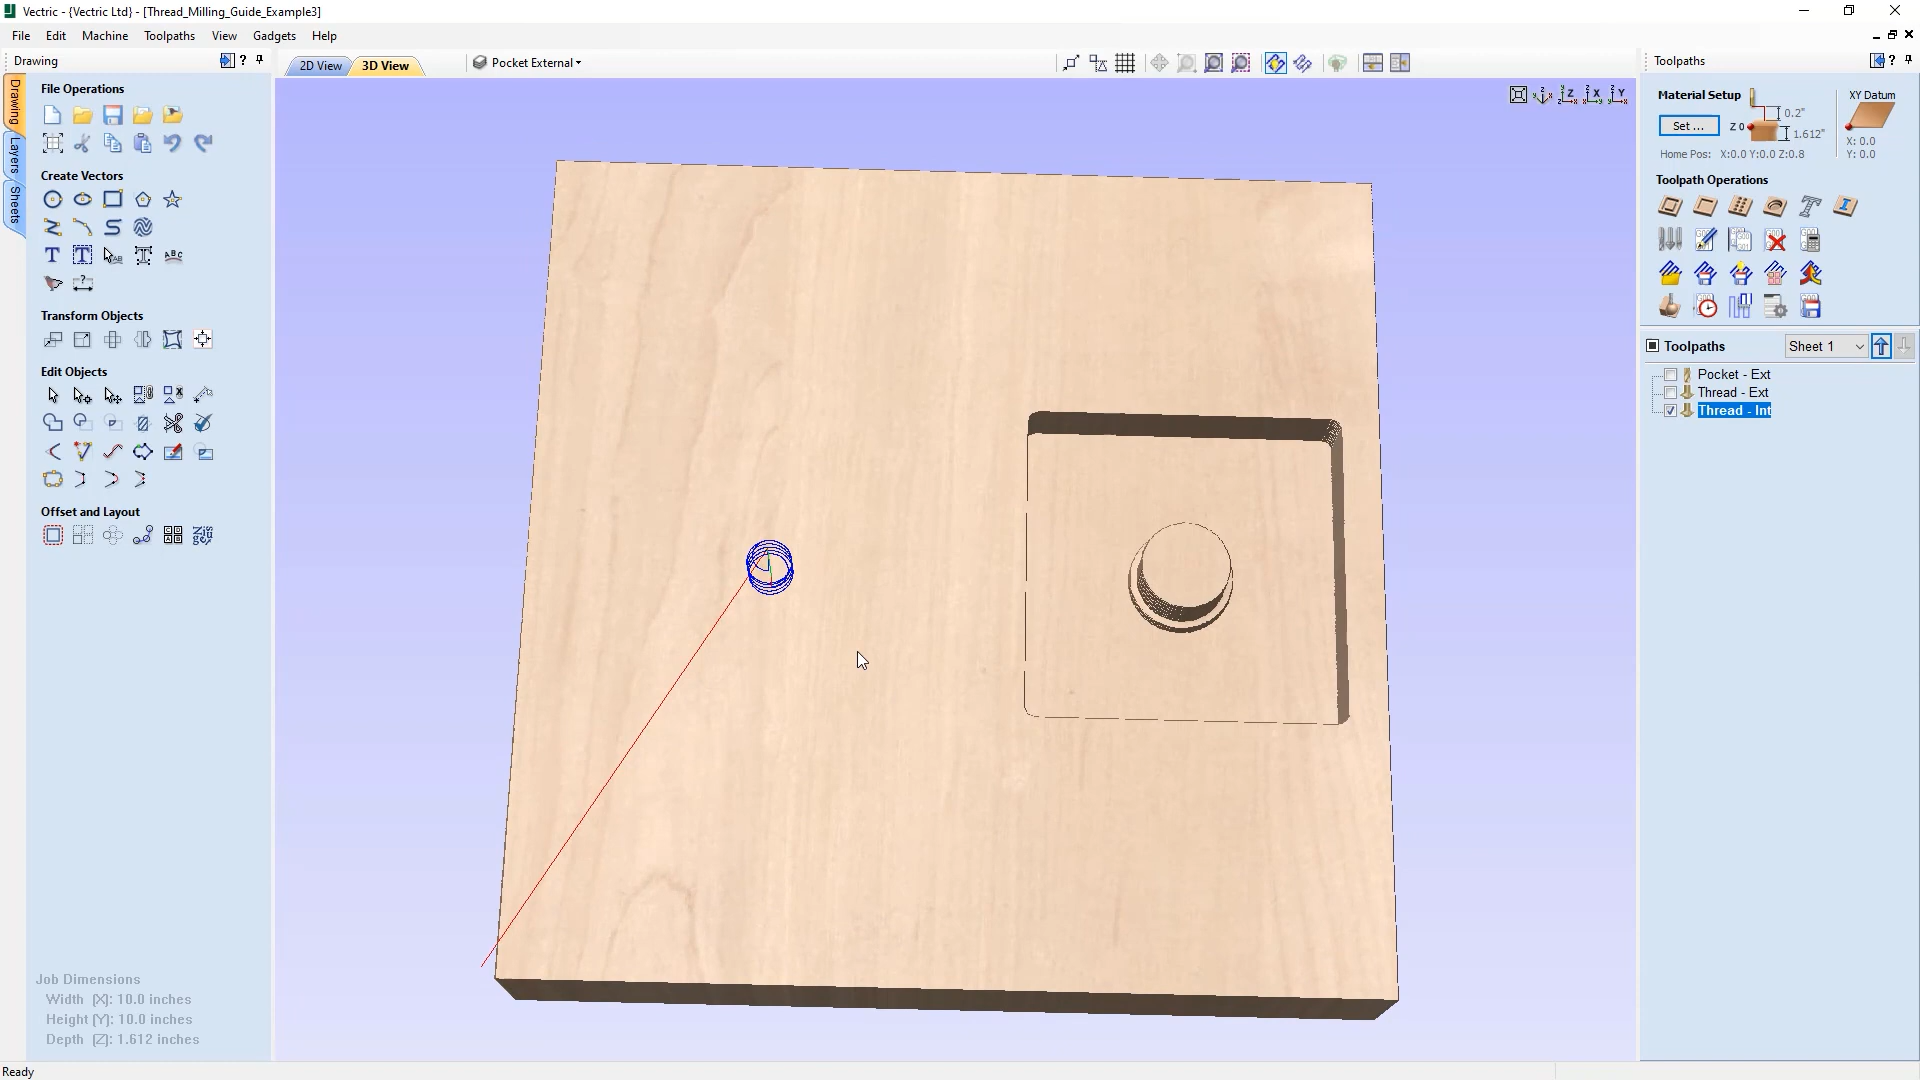 Vectric - {Vectric Ltd} - [Thread_Milling_Guide_Example3]
File Edit Machine Toolpaths View Gadgets Help
Drawing
2D View
3D View
Pocket External
Toolpaths
Drawing
Layers
Sheets
File Operations
Create Vectors
Transform Objects
Edit Objects
Offset and Layout
Job Dimensions
Width (X): 10.0 inches
Height (Y): 10.0 inches
Depth (Z): 1.612 inches
Ready
Material Setup
Set ...
Z 0
0.2"
1.612"
XY Datum
X: 0.0
Y: 0.0
Home Pos: X:0.0 Y:0.0 Z:0.8
Toolpath Operations
Toolpaths
Sheet 1
Pocket - Ext
Thread - Ext
Thread - Int